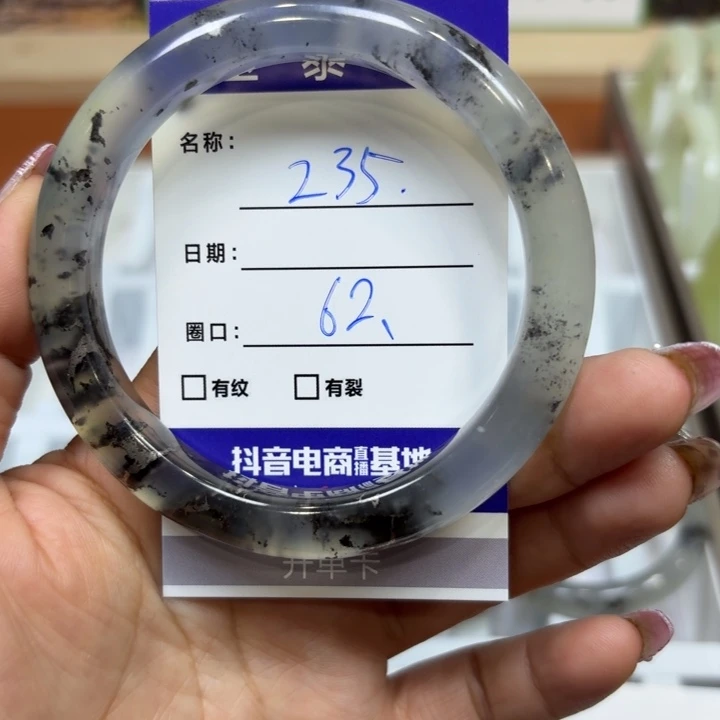 泰
名称: 235.
日期:
圈口: 62、
有纹 有裂
抖音电商直播基地
开单卡